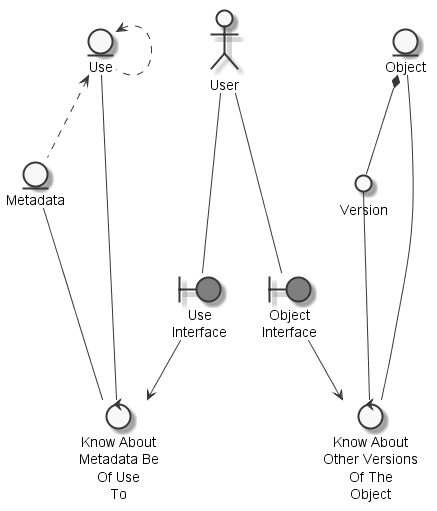 Use
User
Object
Metadata
Version
Use
Interface
Object
Interface
Know About
Metadata Be
Of Use
To
Know About
Other Versions
Of The
Object